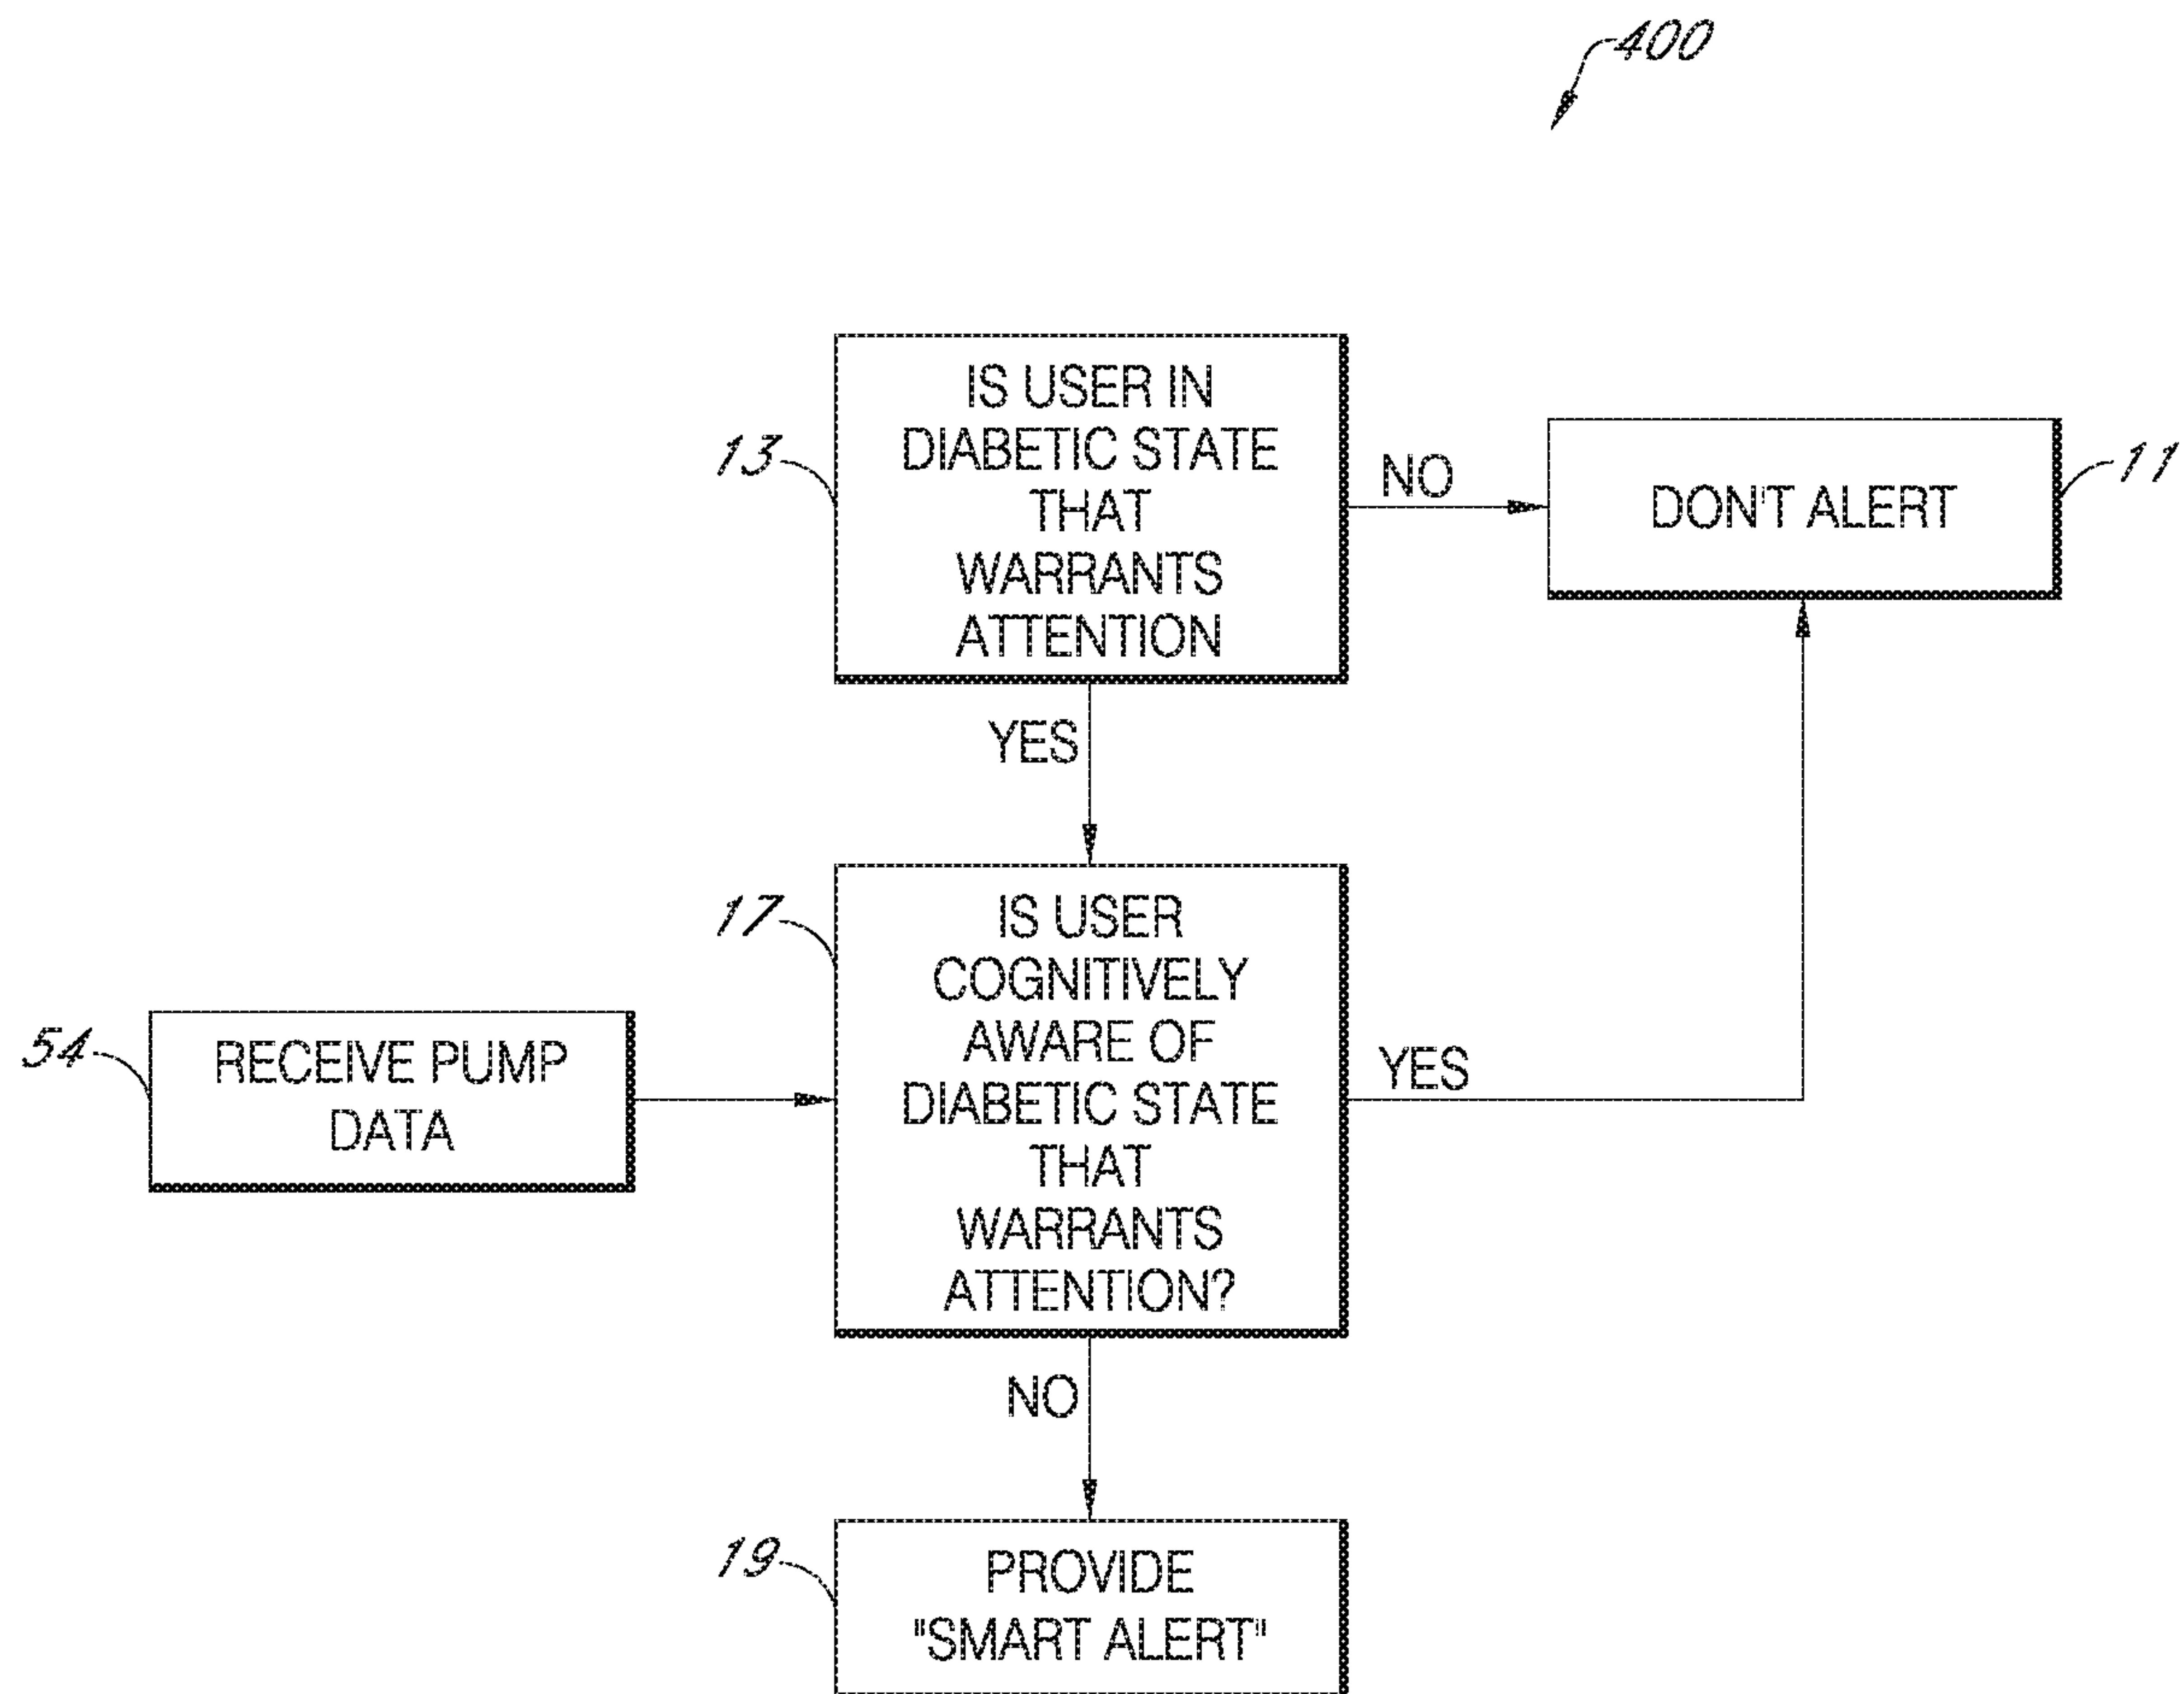 400
IS USER IN
DIABETIC STATE
THAT
WARRANTS
ATTENTION
13
NO
DON'T ALERT
11
YES
17
IS USER
COGNITIVELY
AWARE OF
DIABETIC STATE
THAT
WARRANTS
ATTENTION?
54
RECEIVE PUMP
DATA
YES
NO
19
PROVIDE
"SMART ALERT"